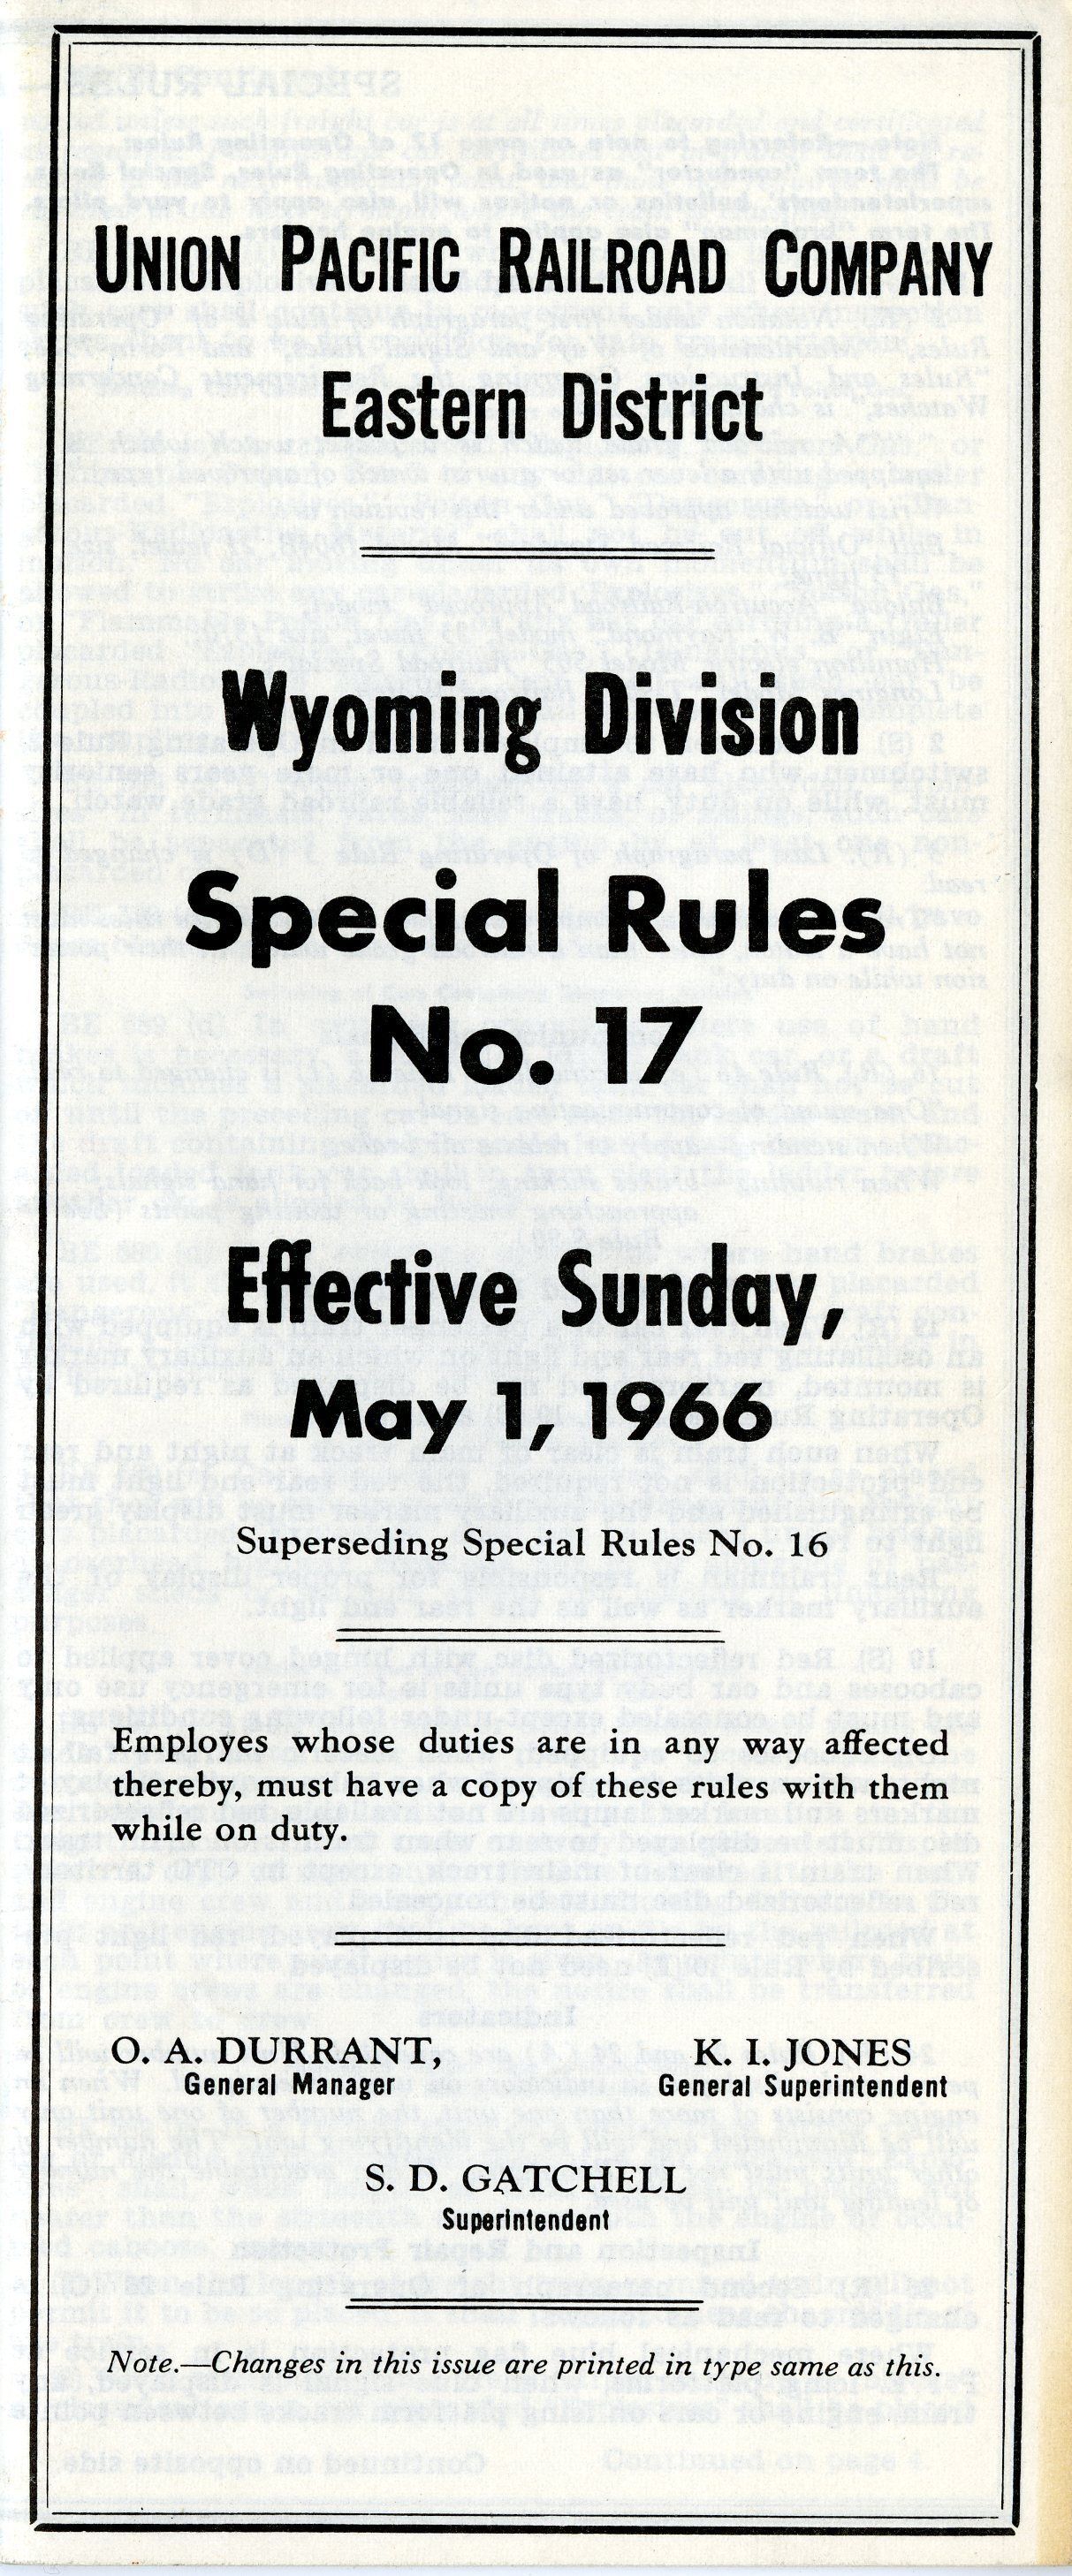 UNION PACIFIC RAILROAD COMPANY
Eastern District
Wyoming Division
Special Rules
No. 17
Effective Sunday,
May 1, 1966
Superseding Special Rules No. 16
Employes whose duties are in any way affected
thereby, must have a copy of these rules with them
while on duty.
O. A. DURRANT,
General Manager
K. I. JONES
General Superintendent
S. D. GATCHELL
Superintendent
Note.—Changes in this issue are printed in type same as this.